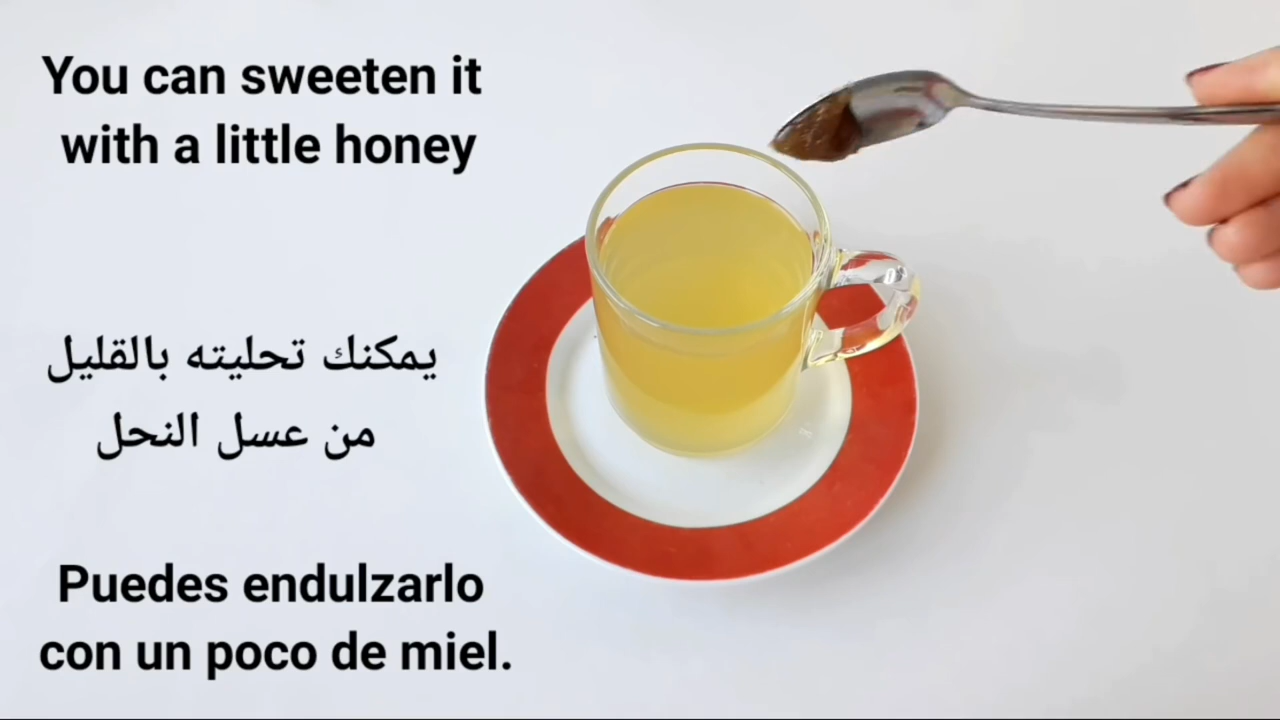 You can sweeten it
with a little honey
يمكنك تحليته بالقليل
من عسل النحل
Puedes endulzarlo
con un poco de miel.